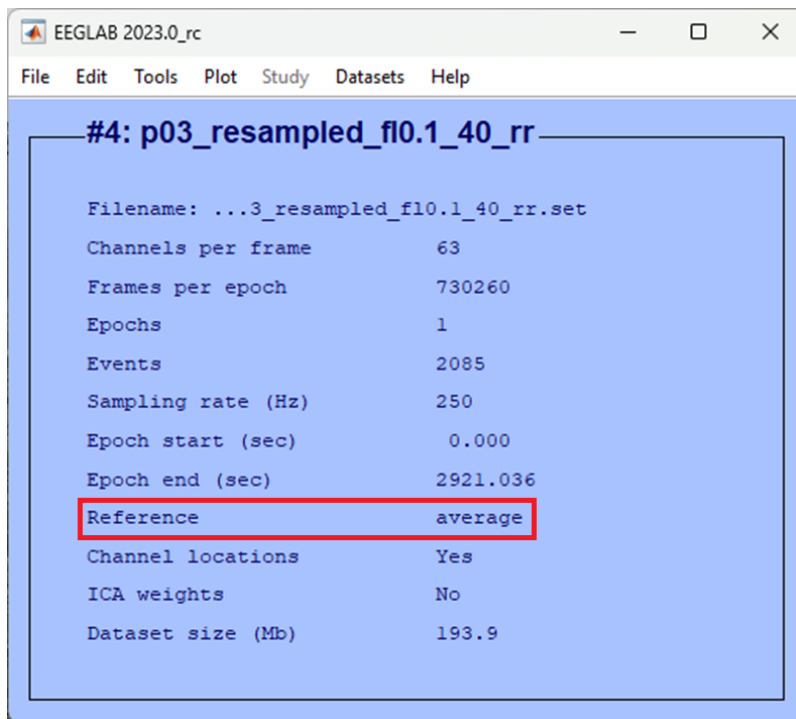 EEGLAB 2023.0_rc
File Edit Tools Plot Study Datasets Help
#4: p03_resampled_fl0.1_40_rr
Filename: ...3_resampled_fl0.1_40_rr.set
Channels per frame 63
Frames per epoch 730260
Epochs 1
Events 2085
Sampling rate (Hz) 250
Epoch start (sec) 0.000
Epoch end (sec) 2921.036
Reference average
Channel locations Yes
ICA weights No
Dataset size (Mb) 193.9